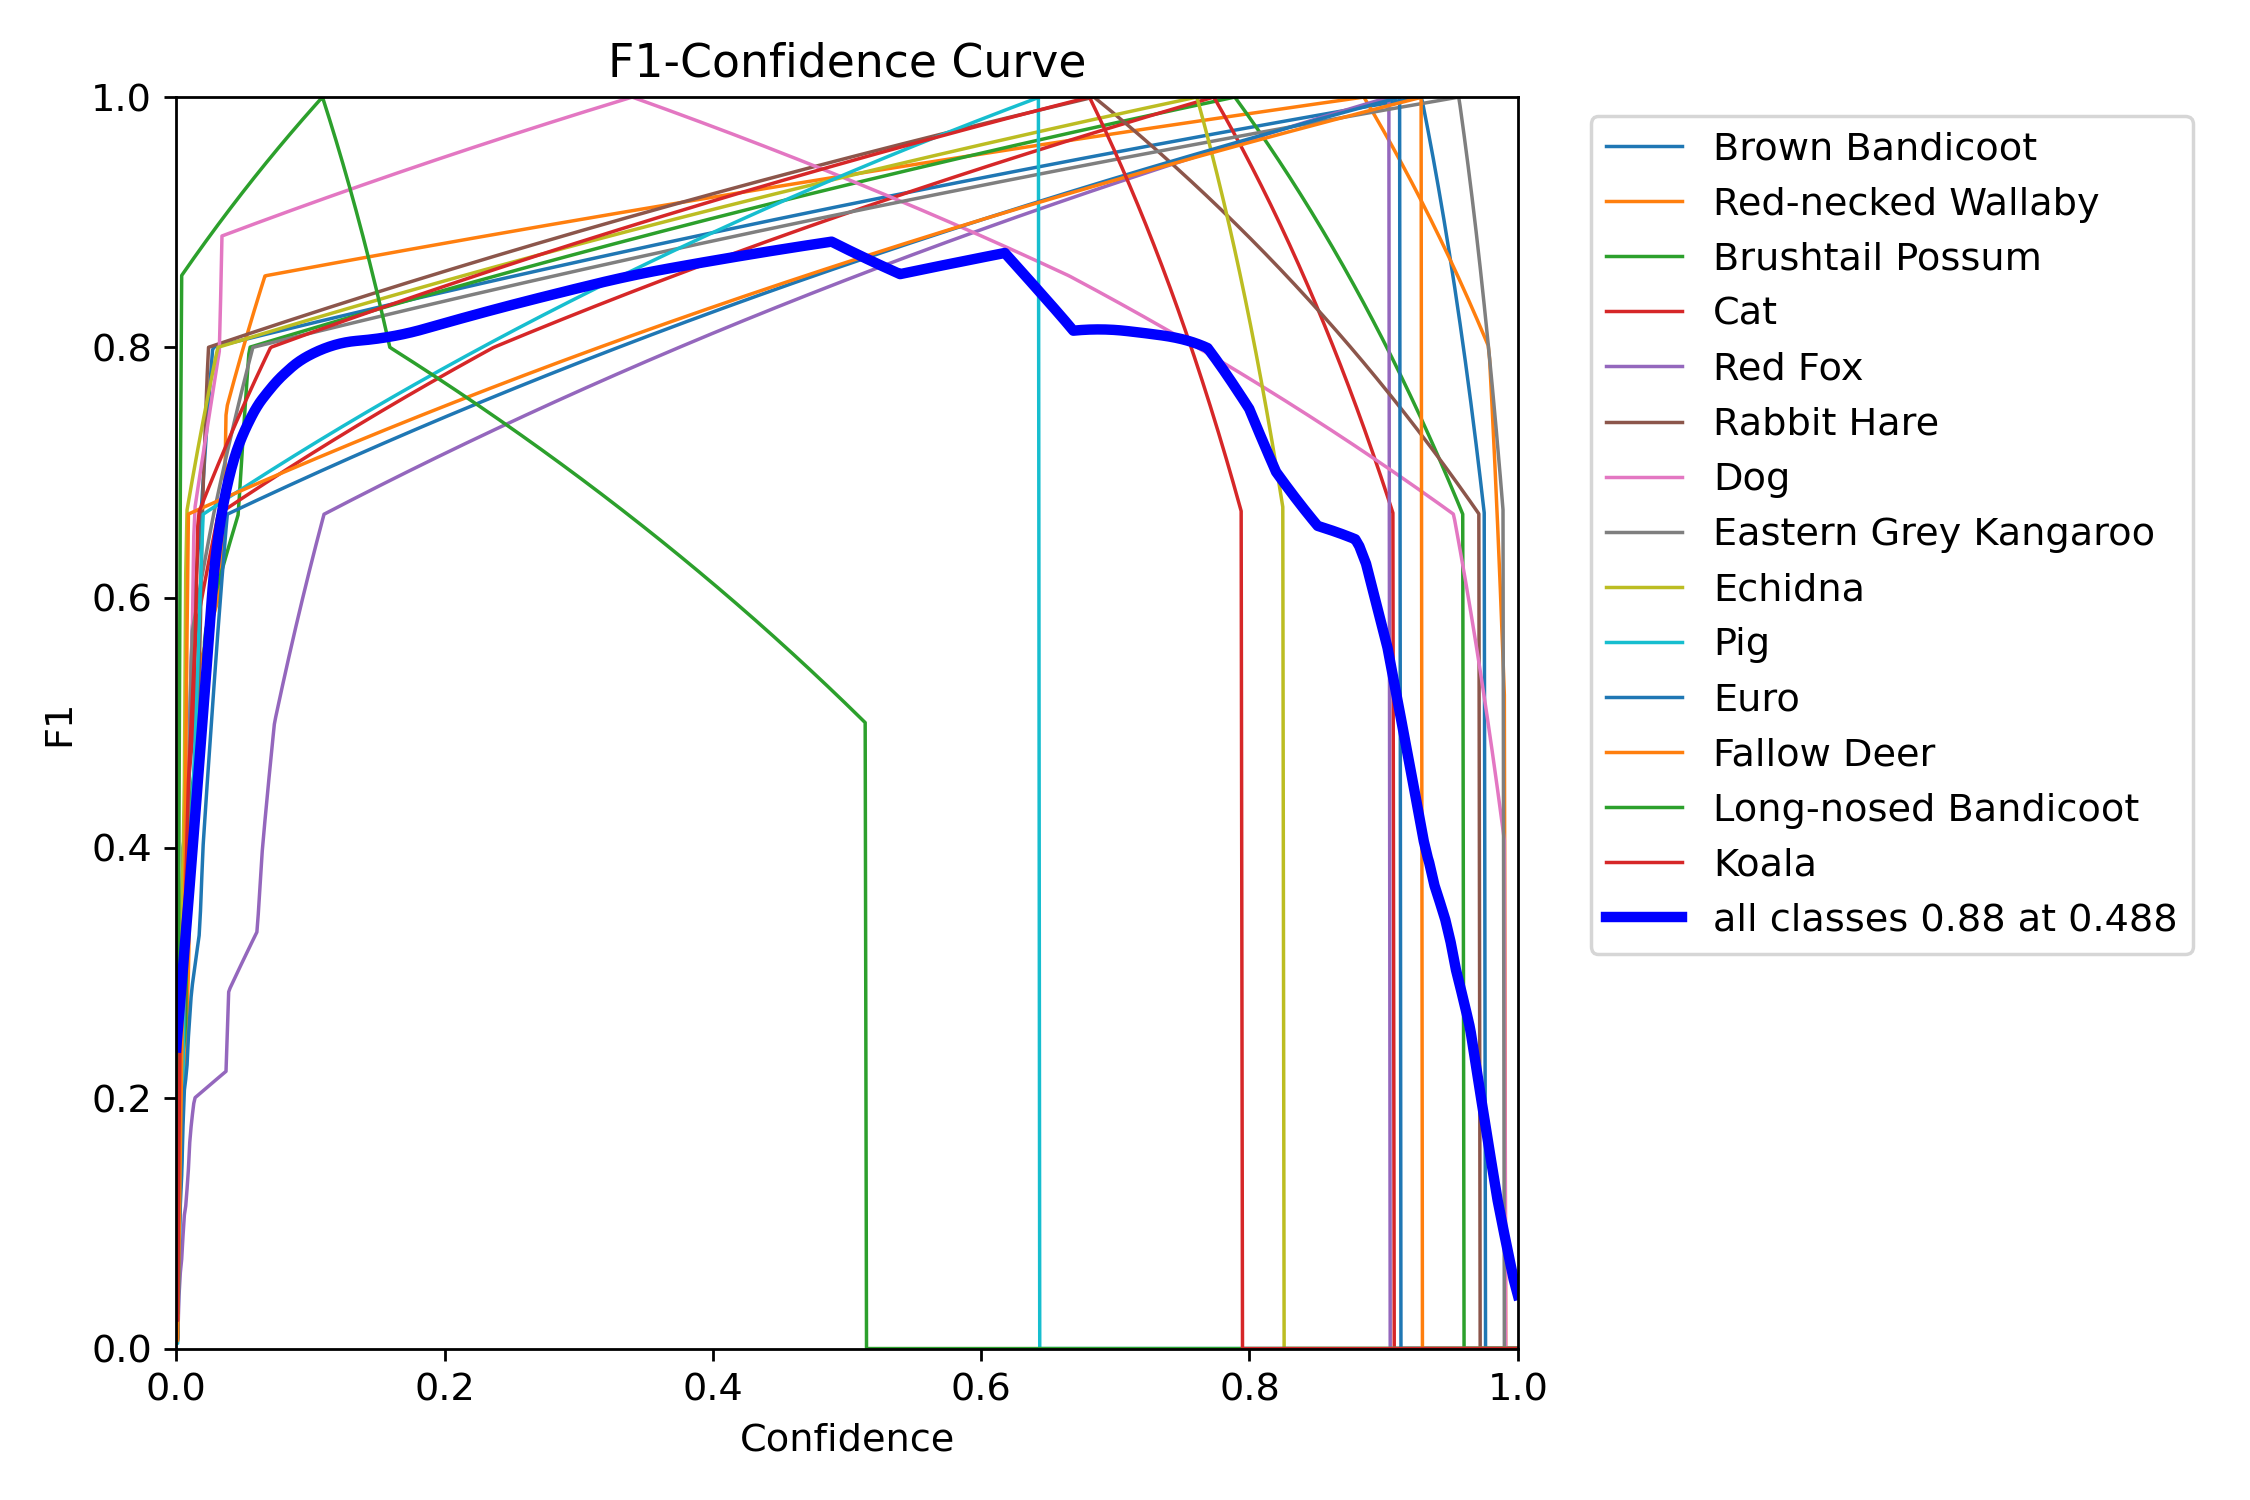 F1-Confidence Curve
1.0
0.8
0.6
0.4
0.2
0.0
F1
0.0 0.2 0.4 0.6 0.8 1.0
Confidence
Brown Bandicoot
Red-necked Wallaby
Brushtail Possum
Cat
Red Fox
Rabbit Hare
Dog
Eastern Grey Kangaroo
Echidna
Pig
Euro
Fallow Deer
Long-nosed Bandicoot
Koala
all classes 0.88 at 0.488